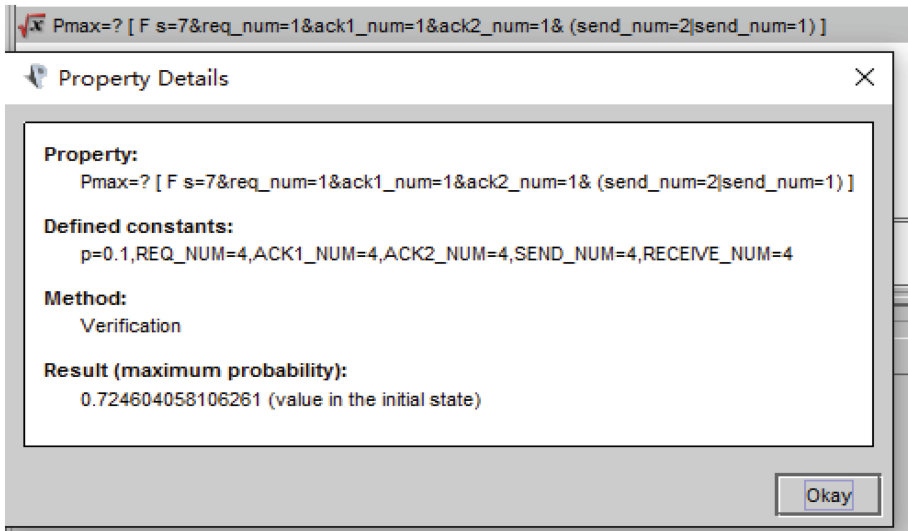 Pmax=? [ F s=7&req_num=1&ack1_num=1&ack2_num=1& (send_num=2|send_num=1) ]
Property Details
Property:
Pmax=? [ F s=7&req_num=1&ack1_num=1&ack2_num=1& (send_num=2|send_num=1) ]
Defined constants:
p=0.1,REQ_NUM=4,ACK1_NUM=4,ACK2_NUM=4,SEND_NUM=4,RECEIVE_NUM=4
Method:
Verification
Result (maximum probability):
0.724604058106261 (value in the initial state)
Okay